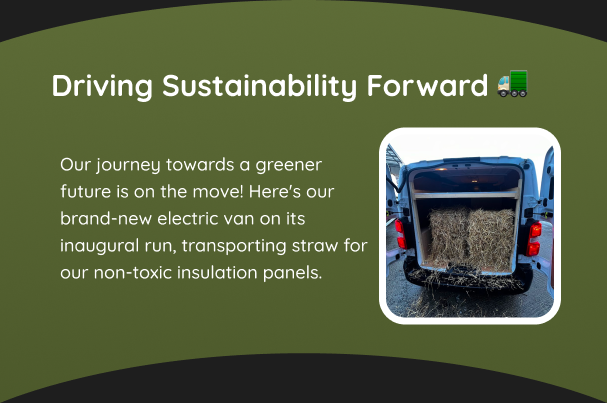 Driving Sustainability Forward 🚛
Our journey towards a greener
future is on the move! Here's our
brand-new electric van on its
inaugural run, transporting straw for
our non-toxic insulation panels.